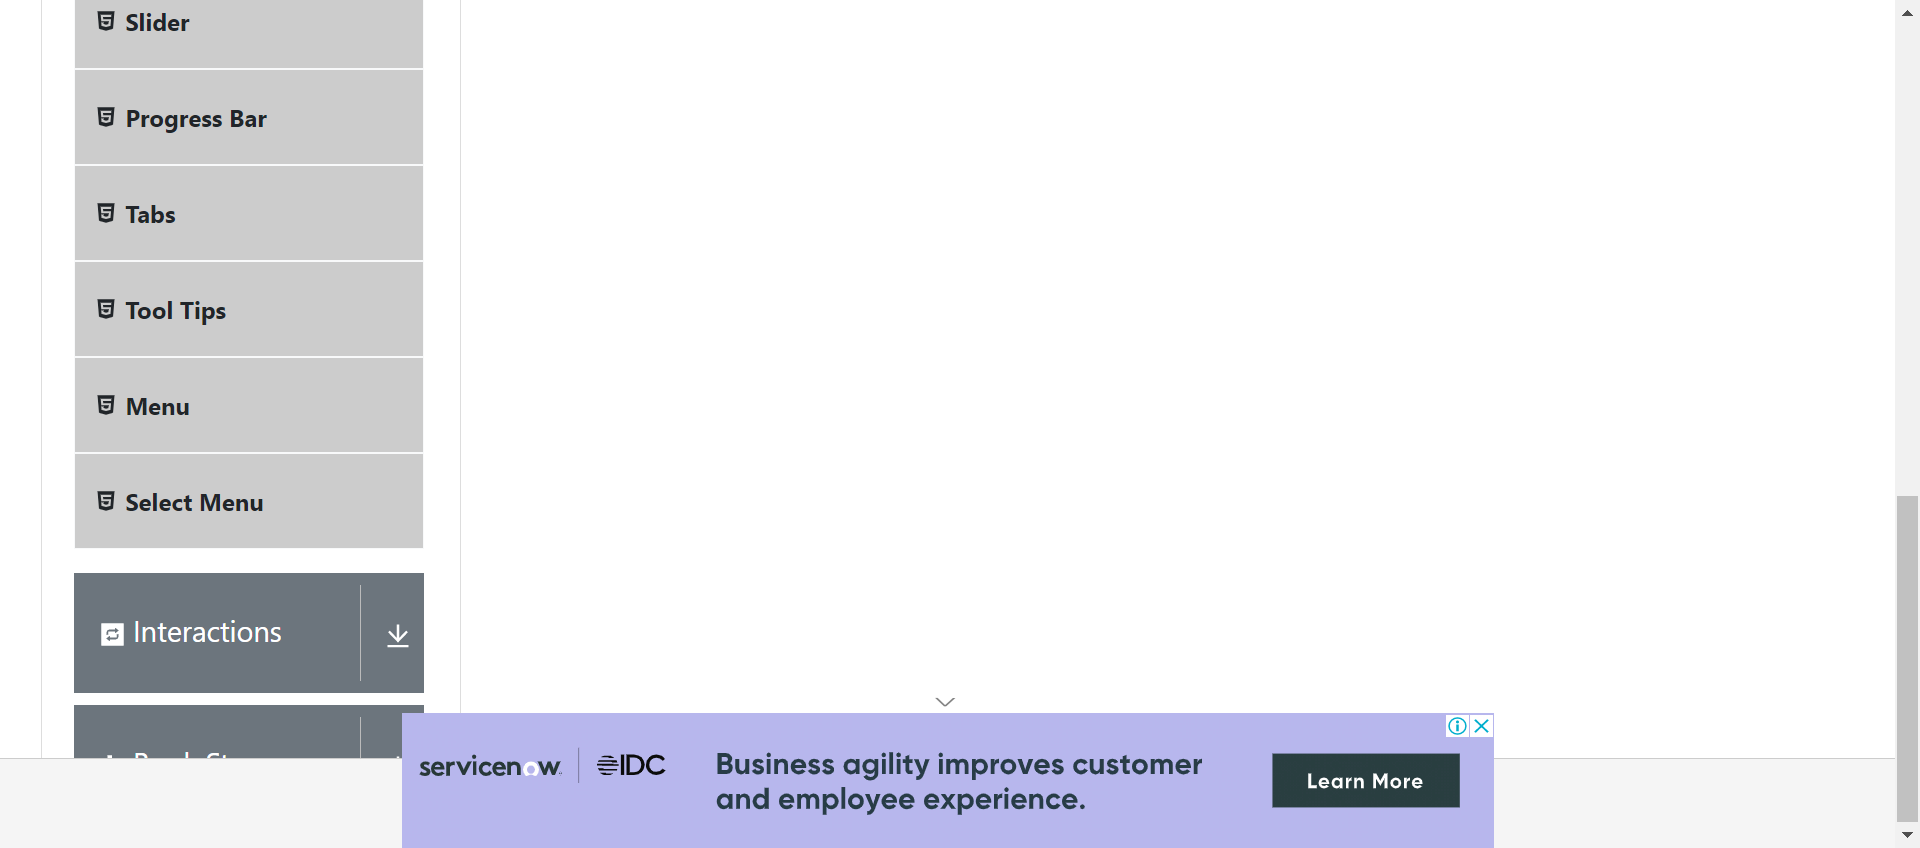 Slider
Progress Bar
Tabs
Tool Tips
Menu
Select Menu
Interactions
servicenow
IDC
Business agility improves customer
and employee experience.
Learn More